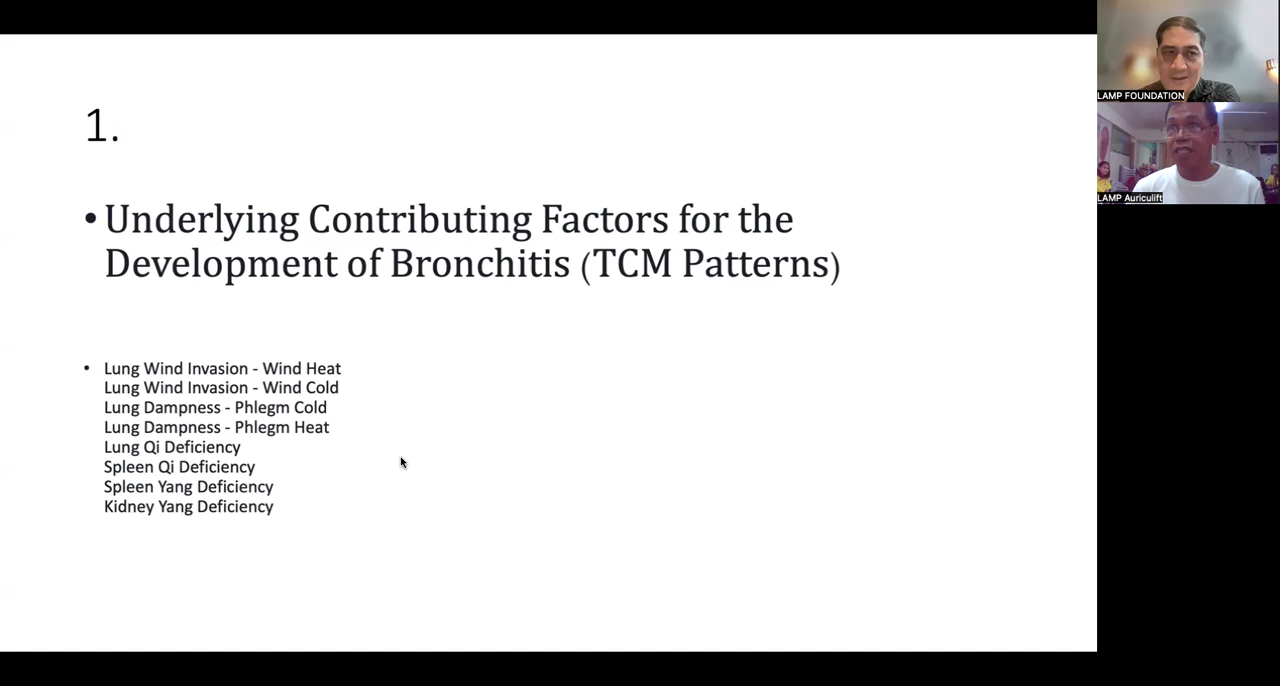 1.
• Underlying Contributing Factors for the
Development of Bronchitis (TCM Patterns)
• Lung Wind Invasion - Wind Heat
Lung Wind Invasion - Wind Cold
Lung Dampness - Phlegm Cold
Lung Dampness - Phlegm Heat
Lung Qi Deficiency
Spleen Qi Deficiency
Spleen Yang Deficiency
Kidney Yang Deficiency
LAMP FOUNDATION
LAMP Auriculift